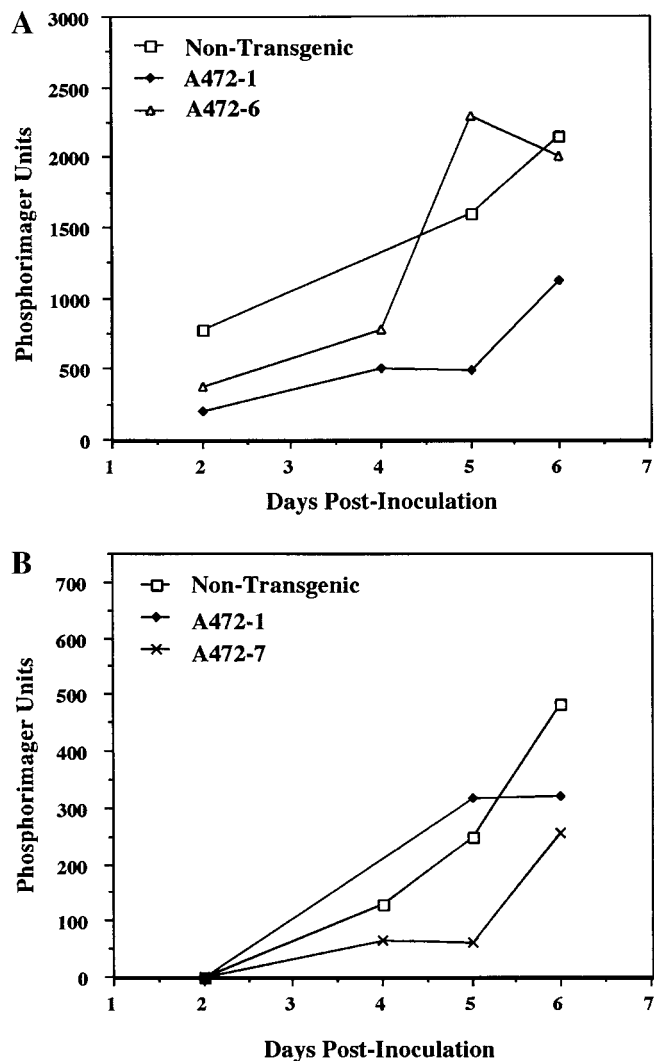 A
3000
Non-Transgenic
A472-1
2500
A472-6
2000
1500
1000
500
0
Phosphorimager Units
1 2 3 4 5 6 7
Days Post-Inoculation
B
700
Non-Transgenic
600
A472-1
A472-7
500
400
300
200
100
0
Phosphorimager Units
1 2 3 4 5 6 7
Days Post-Inoculation